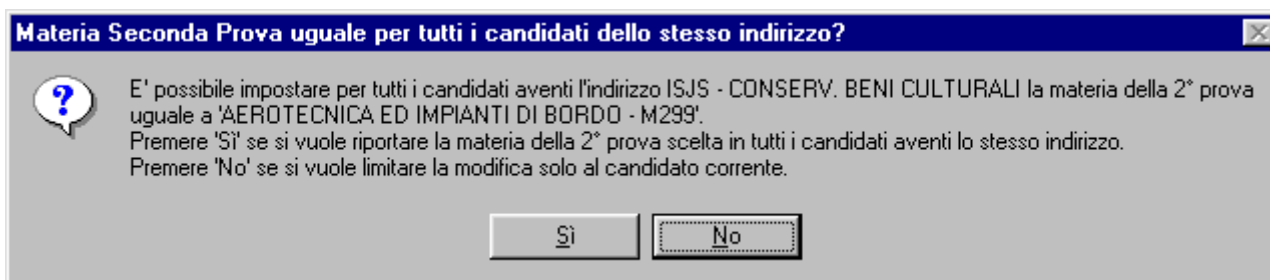 Materia Seconda Prova uguale per tutti i candidati dello stesso indirizzo?
E' possibile impostare per tutti i candidati aventi l'indirizzo ISJS - CONSERV. BENI CULTURALI la materia della 2° prova
uguale a 'AEROTECNICA ED IMPIANTI DI BORDO - M299'.
Premere 'Sì' se si vuole riportare la materia della 2° prova scelta in tutti i candidati aventi lo stesso indirizzo.
Premere 'No' se si vuole limitare la modifica solo al candidato corrente.
Sì No